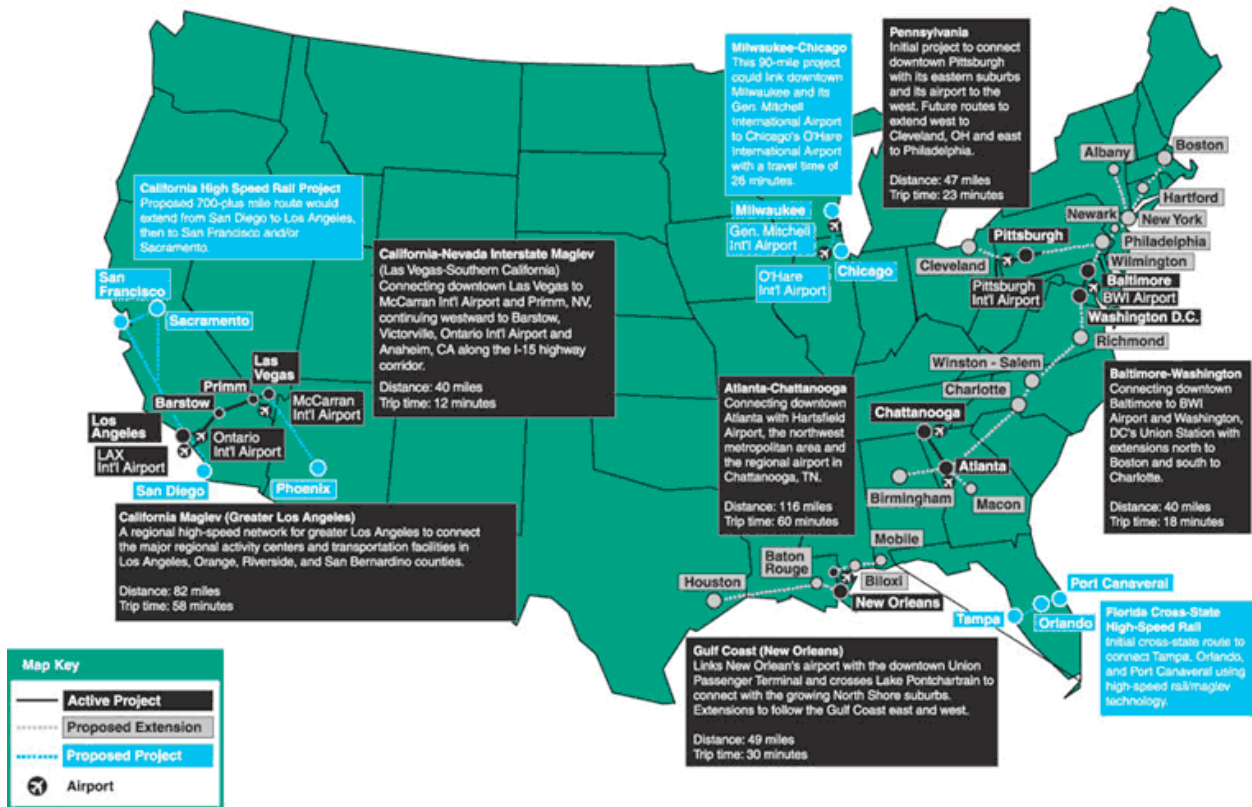 Milwaukee-Chicago
This 90-mile project
could link downtown
Milwaukee and its
Gen. Mitchell
International Airport
to Chicago's O'Hare
International Airport
with a travel time of
26 minutes.
Pennsylvania
Initial project to connect
downtown Pittsburgh
with its eastern suburbs
and its airport to the
west. Future routes to
extend west to
Cleveland, OH and east
to Philadelphia.
Distance: 47 miles
Trip time: 23 minutes
California High Speed Rail Project
Proposed 700-plus mile route would
extend from San Diego to Los Angeles,
then to San Francisco and/or
Sacramento.
California-Nevada Interstate Maglev
(Las Vegas-Southern California)
Connecting downtown Las Vegas to
McCarran Int'l Airport and Primm, NV,
continuing westward to Barstow,
Victorville, Ontario Int'l Airport and
Anaheim, CA along the I-15 highway
corridor.
Distance: 40 miles
Trip time: 12 minutes
Albany
Boston
Hartford
Newark
New York
Philadelphia
Wilmington
Baltimore
BWI Airport
Washington D.C.
Richmond
Pittsburgh
Cleveland
Pittsburgh
Int'l Airport
Milwaukee
Gen. Mitchell
Int'l Airport
Chicago
O'Hare
Int'l Airport
San
Francisco
Sacramento
Las
Vegas
Primm
McCarran
Int'l Airport
Barstow
Los
Angeles
LAX
Int'l Airport
Ontario
Int'l Airport
San Diego
Phoenix
Winston - Salem
Charlotte
Chattanooga
Atlanta
Birmingham
Macon
Atlanta-Chattanooga
Connecting downtown
Atlanta with Hartsfield
Airport, the northwest
metropolitan area and
the regional airport in
Chattanooga, TN.
Distance: 116 miles
Trip time: 60 minutes
Baltimore-Washington
Connecting downtown
Baltimore to BWI
Airport and Washington,
DC's Union Station with
extensions north to
Boston and south to
Charlotte.
Distance: 40 miles
Trip time: 18 minutes
California Maglev (Greater Los Angeles)
A regional high-speed network for greater Los Angeles to connect
the major regional activity centers and transportation facilities in
Los Angeles, Orange, Riverside, and San Bernardino counties.
Distance: 82 miles
Trip time: 58 minutes
Mobile
Baton
Rouge
Biloxi
Houston
New Orleans
Port Canaveral
Tampa
Orlando
Florida Cross-State
High-Speed Rail
Initial cross-state route to
connect Tampa, Orlando,
and Port Canaveral using
high-speed rail/maglev
technology.
Gulf Coast (New Orleans)
Links New Orlean's airport with the downtown Union
Passenger Terminal and crosses Lake Pontchartrain to
connect with the growing North Shore suburbs.
Extensions to follow the Gulf Coast east and west.
Distance: 49 miles
Trip time: 30 minutes
Map Key
Active Project
Proposed Extension
Proposed Project
Airport